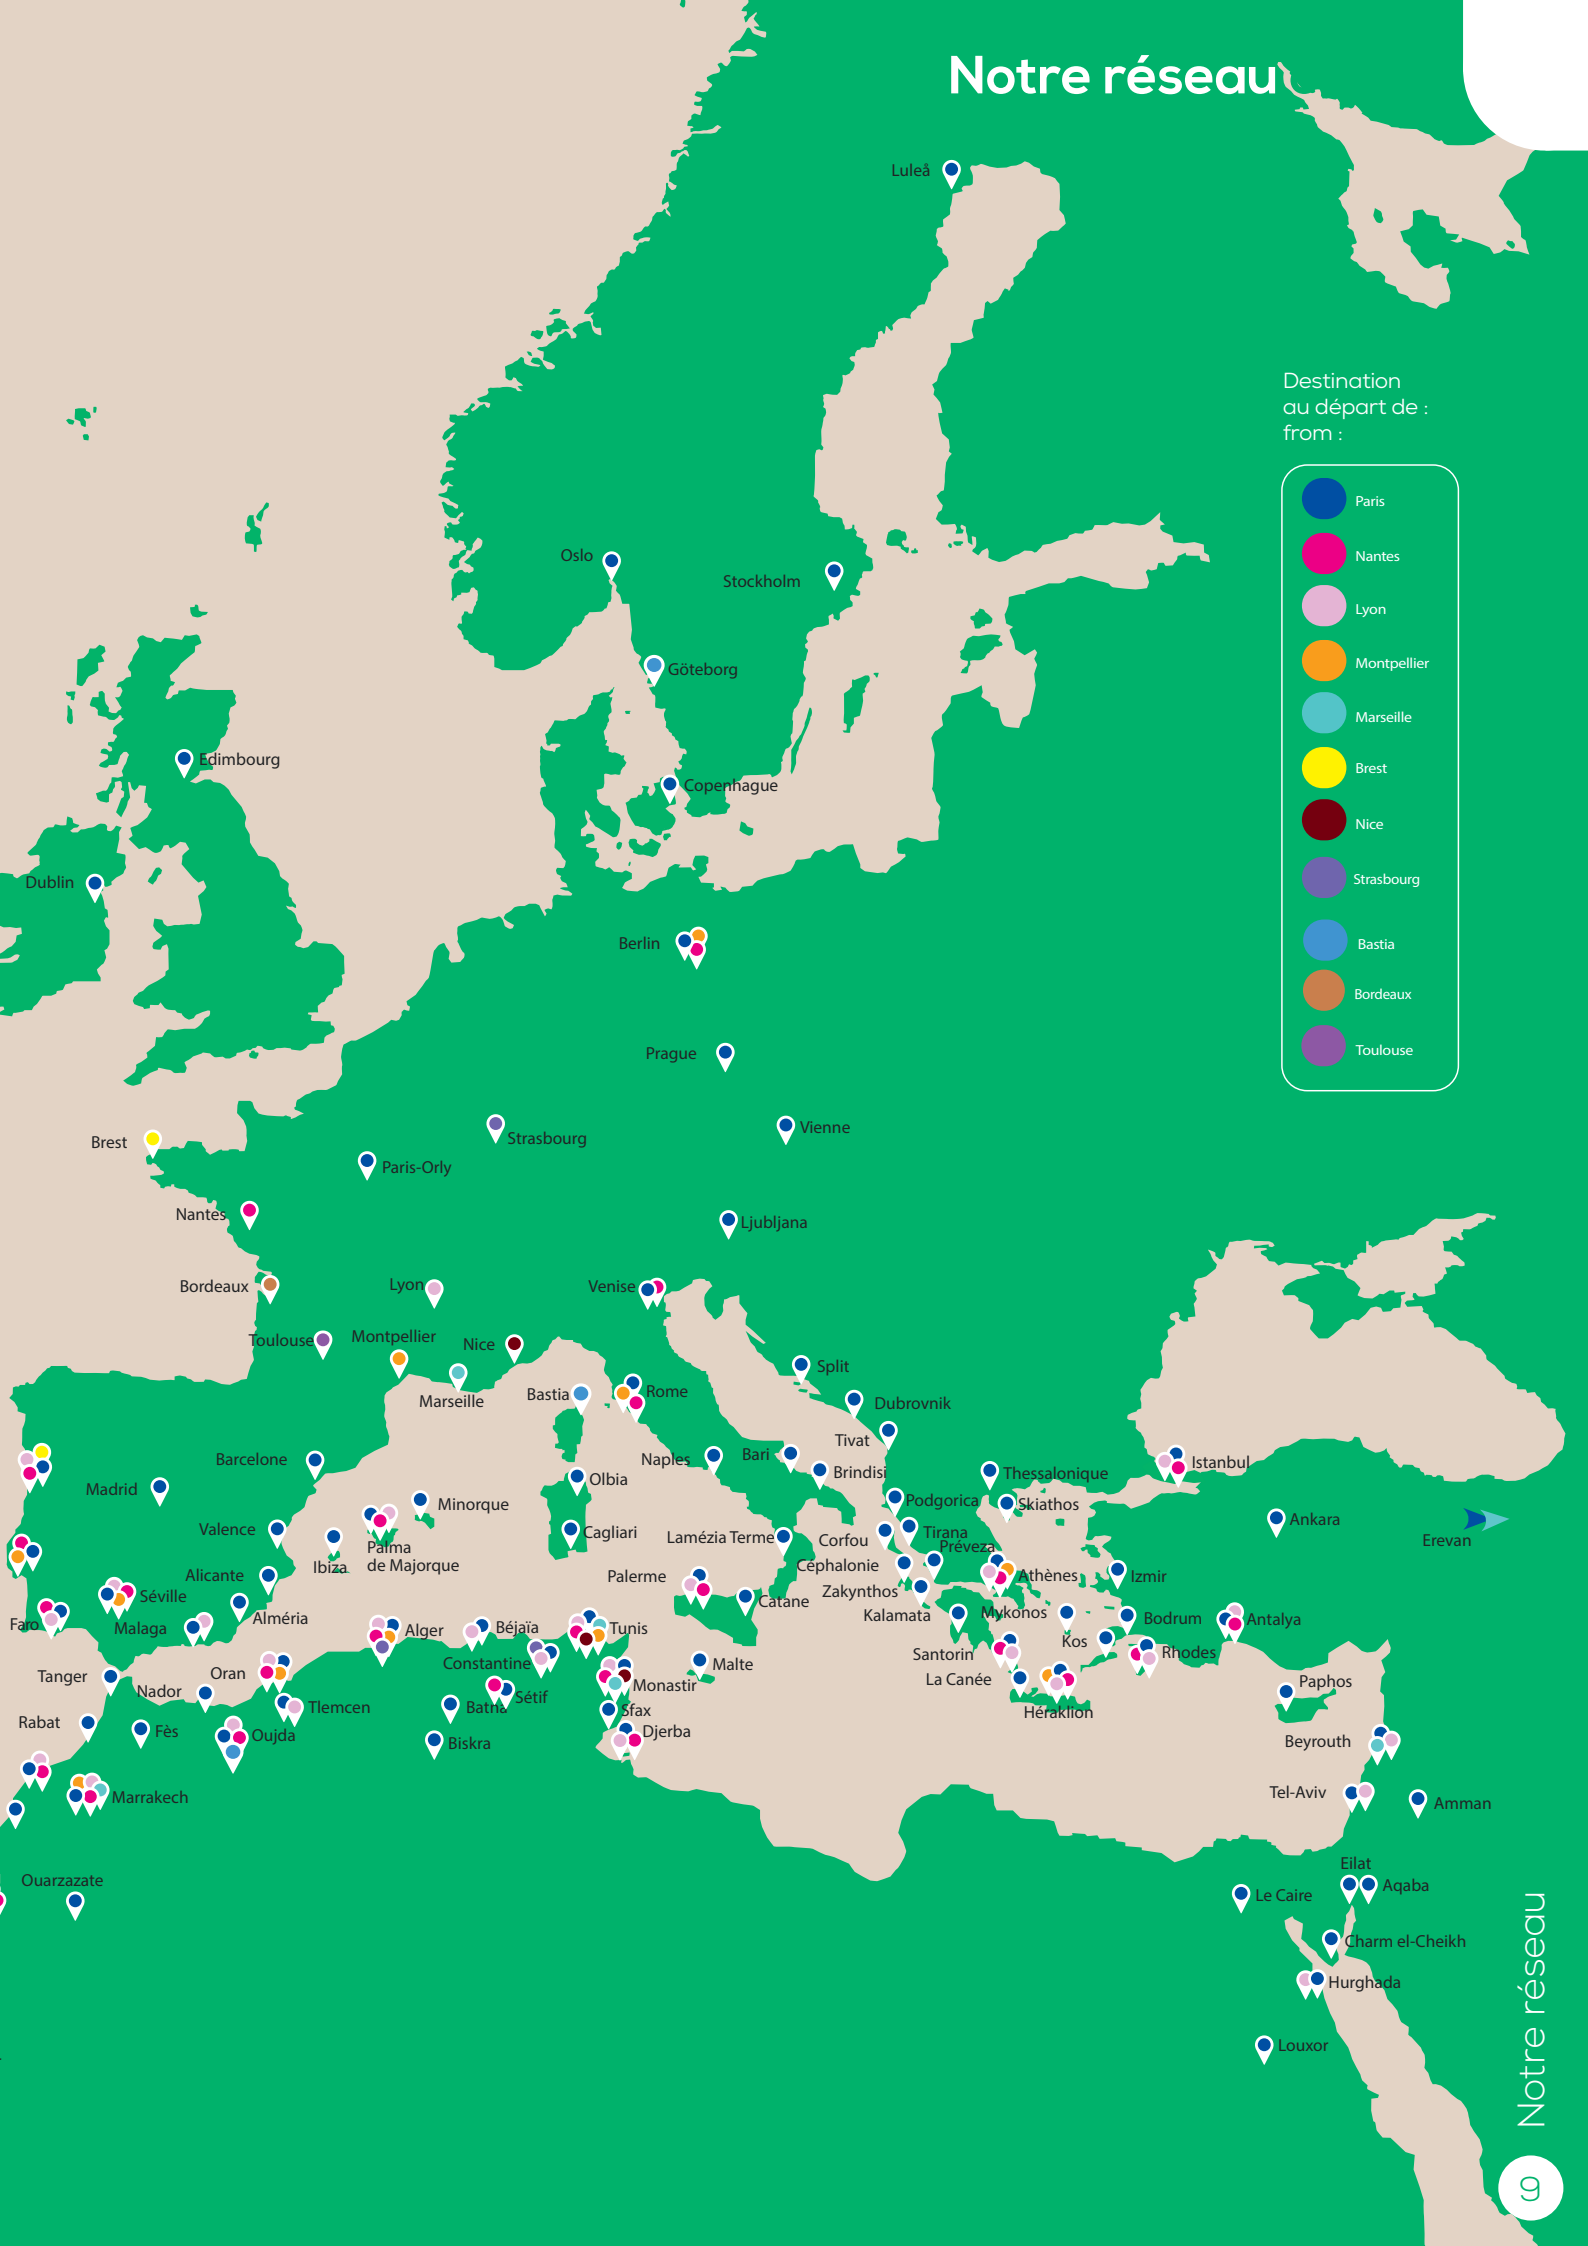 Notre réseau
Luleå
Destination
au départ de :
from :
Paris
Nantes
Lyon
Montpellier
Marseille
Brest
Nice
Strasbourg
Bastia
Bordeaux
Toulouse
Oslo
Stockholm
Göteborg
Edimbourg
Copenhague
Dublin
Berlin
Prague
Brest
Strasbourg
Vienne
Paris-Orly
Nantes
Ljubljana
Bordeaux
Lyon
Venise
Toulouse
Montpellier
Nice
Marseille
Bastia
Rome
Split
Dubrovnik
Tivat
Barcelone
Madrid
Naples
Bari
Brindisi
Istanbul
Olbia
Thessalonique
Minorque
Podgorica
Skiathos
Ankara
Valence
Cagliari
Lamézia Terme
Corfou
Tirana
Erevan
Palma
de Majorque
Ibiza
Préveza
Céphalonie
Alicante
Palerme
Athènes
Izmir
Séville
Zakynthos
Catane
Kalamata
Mykonos
Bodrum
Antalya
Faro
Malaga
Alméria
Alger
Béjaïa
Tunis
Kos
Rhodes
Santorin
Constantine
Malte
Tanger
Oran
La Canée
Nador
Monastir
Paphos
Batna
Sétif
Tlemcen
Sfax
Héraklion
Rabat
Fès
Oujda
Biskra
Djerba
Beyrouth
Marrakech
Tel-Aviv
Amman
Ouarzazate
Eilat
Aqaba
Le Caire
Charm el-Cheikh
Hurghada
Louxor
Notre réseau
9